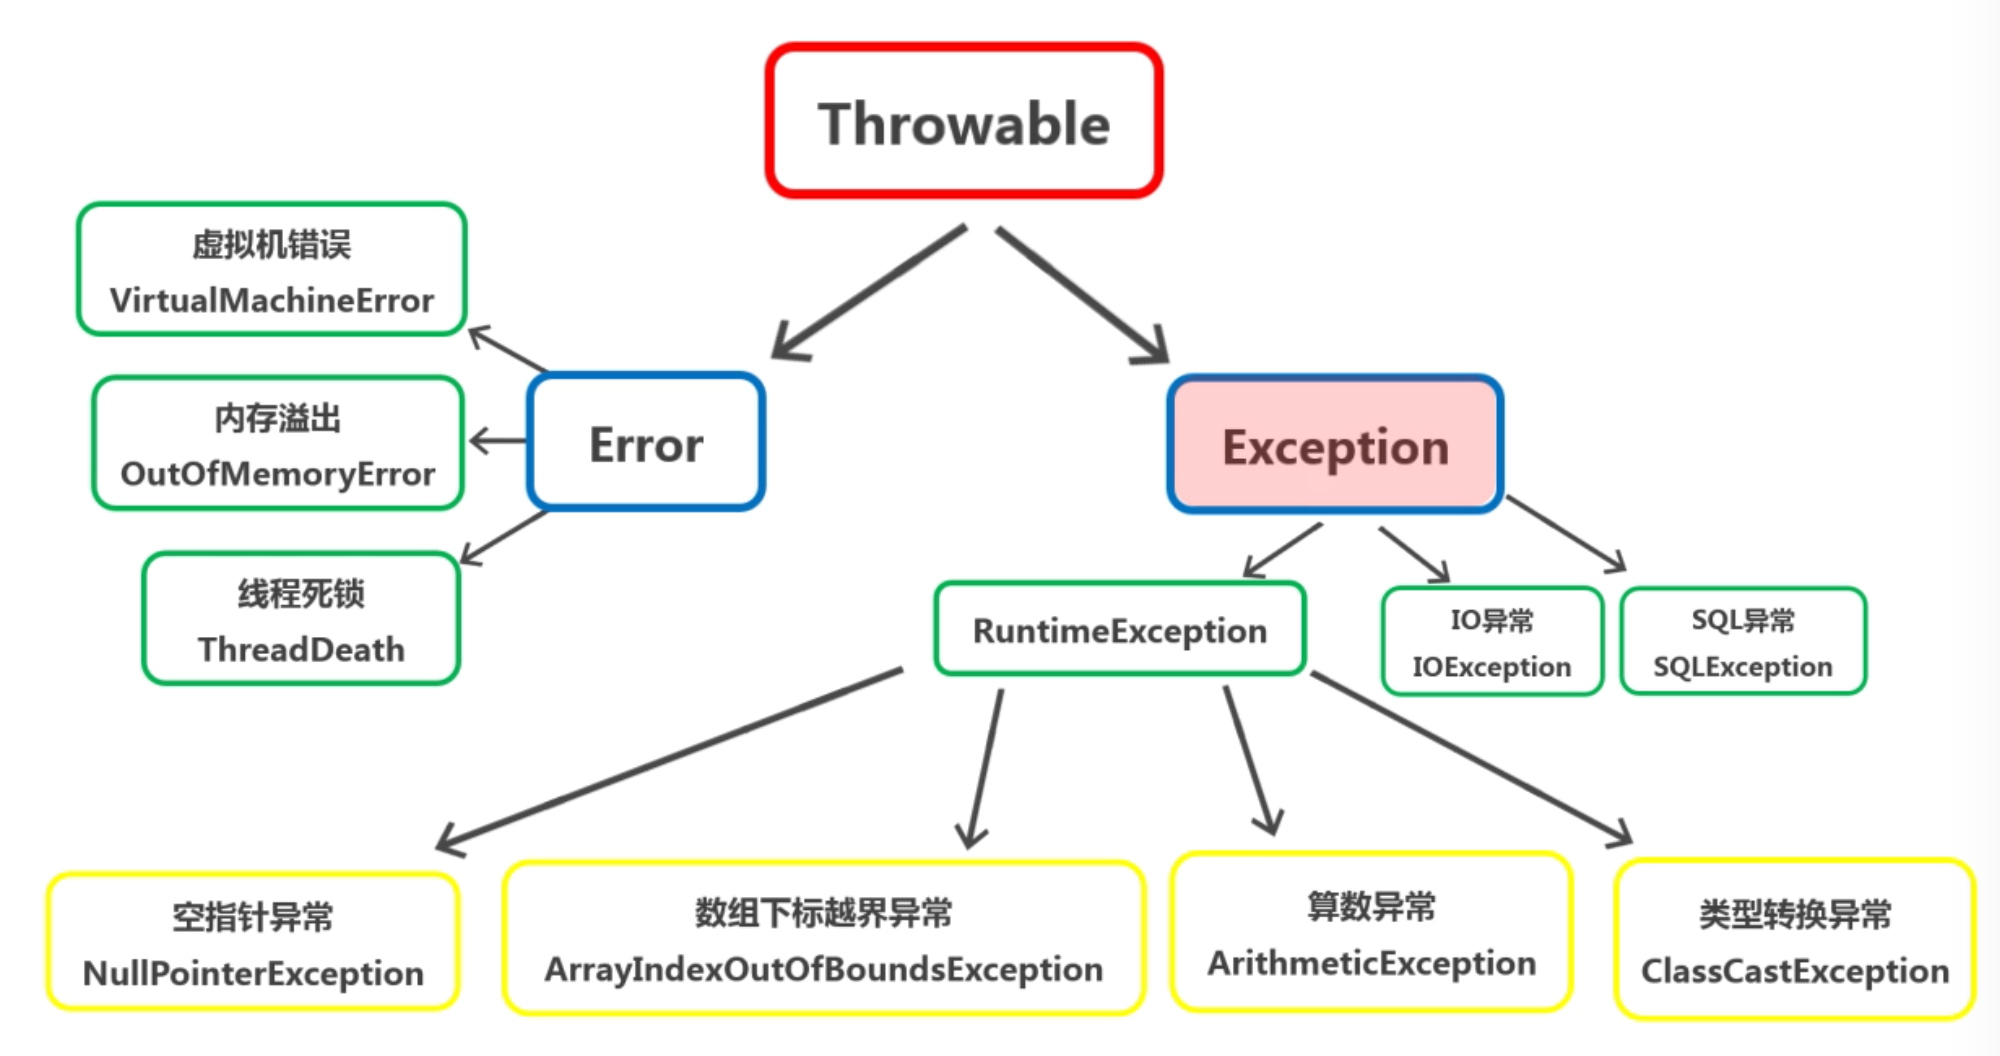 Throwable
虚拟机错误
VirtualMachineError
内存溢出
OutOfMemoryError
线程死锁
ThreadDeath
Error
Exception
RuntimeException
IO异常
IOException
SQL异常
SQLException
空指针异常
NullPointerException
数组下标越界异常
ArrayIndexOutOfBoundsException
算数异常
ArithmeticException
类型转换异常
ClassCastException